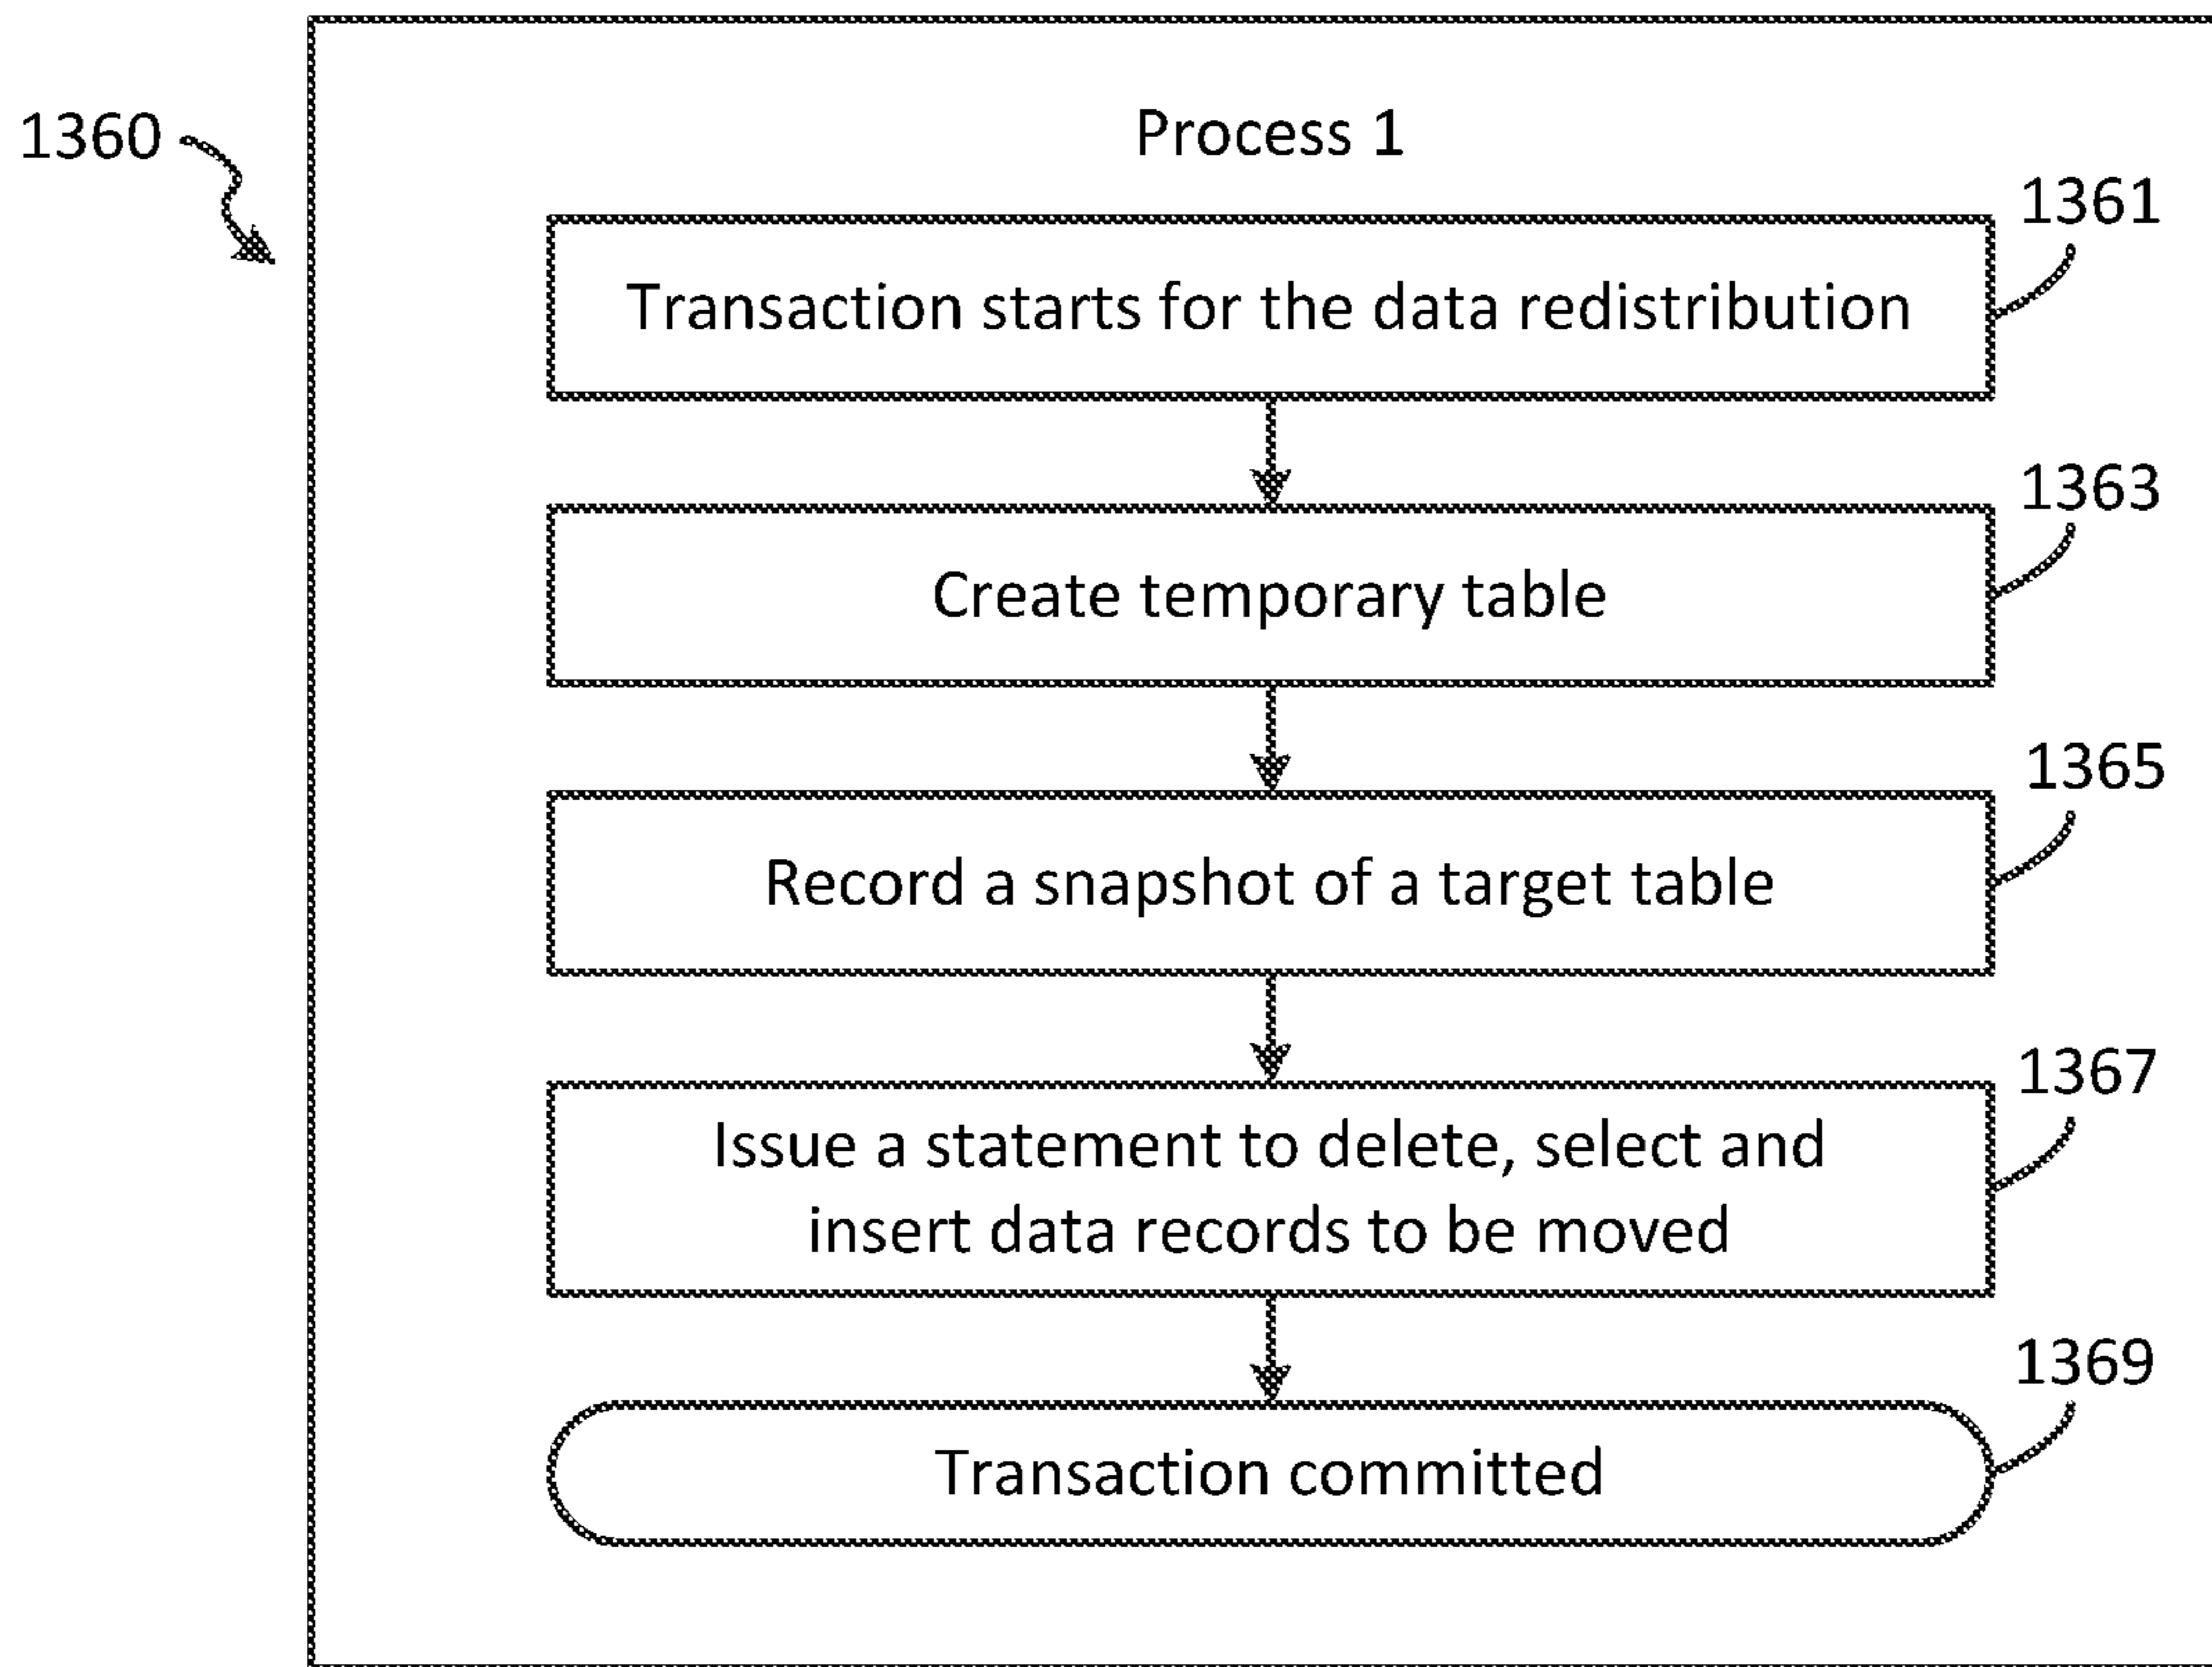 1360
Process 1
1361
Transaction starts for the data redistribution
1363
Create temporary table
1365
Record a snapshot of a target table
1367
Issue a statement to delete, select and
insert data records to be moved
1369
Transaction committed